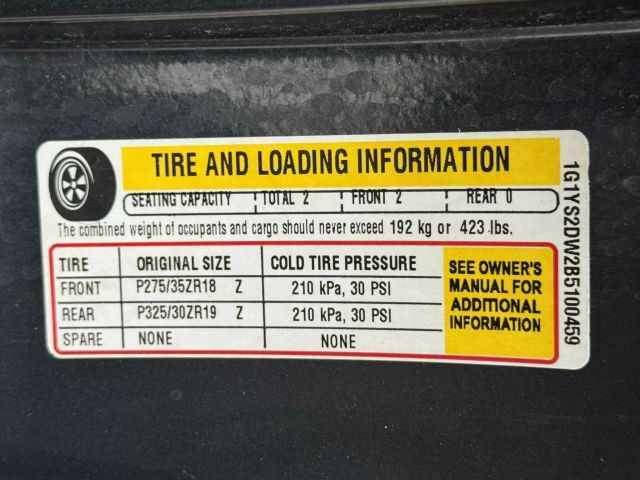 TIRE AND LOADING INFORMATION
SEATING CAPACITY TOTAL 2 FRONT 2 REAR 0
The combined weight of occupants and cargo should never exceed 192 kg or 423 lbs.
TIRE ORIGINAL SIZE COLD TIRE PRESSURE
FRONT P275/35ZR18 Z 210 kPa, 30 PSI
REAR P325/30ZR19 Z 210 kPa, 30 PSI
SPARE NONE NONE
SEE OWNER'S
MANUAL FOR
ADDITIONAL
INFORMATION
1G1YS2DW2B5100459